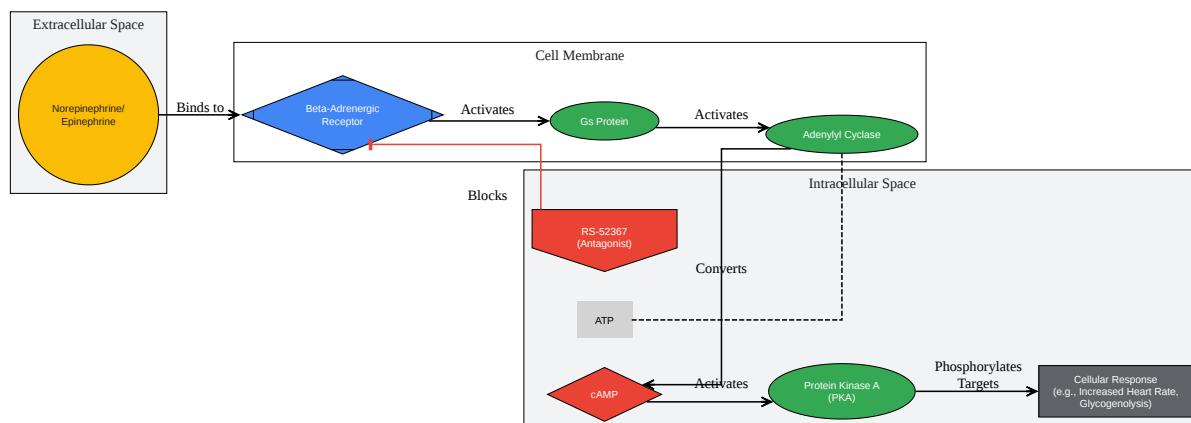 Extracellular Space
Norepinephrine/
Epinephrine
Binds to
Cell Membrane
Beta-Adrenergic
Receptor
Activates
Gs Protein
Activates
Adenylyl Cyclase
Intracellular Space
Blocks
RS-52367
(Antagonist)
Converts
ATP
cAMP
Activates
Protein Kinase A
(PKA)
Phosphorylates
Targets
Cellular Response
(e.g., Increased Heart Rate,
Glycogenolysis)